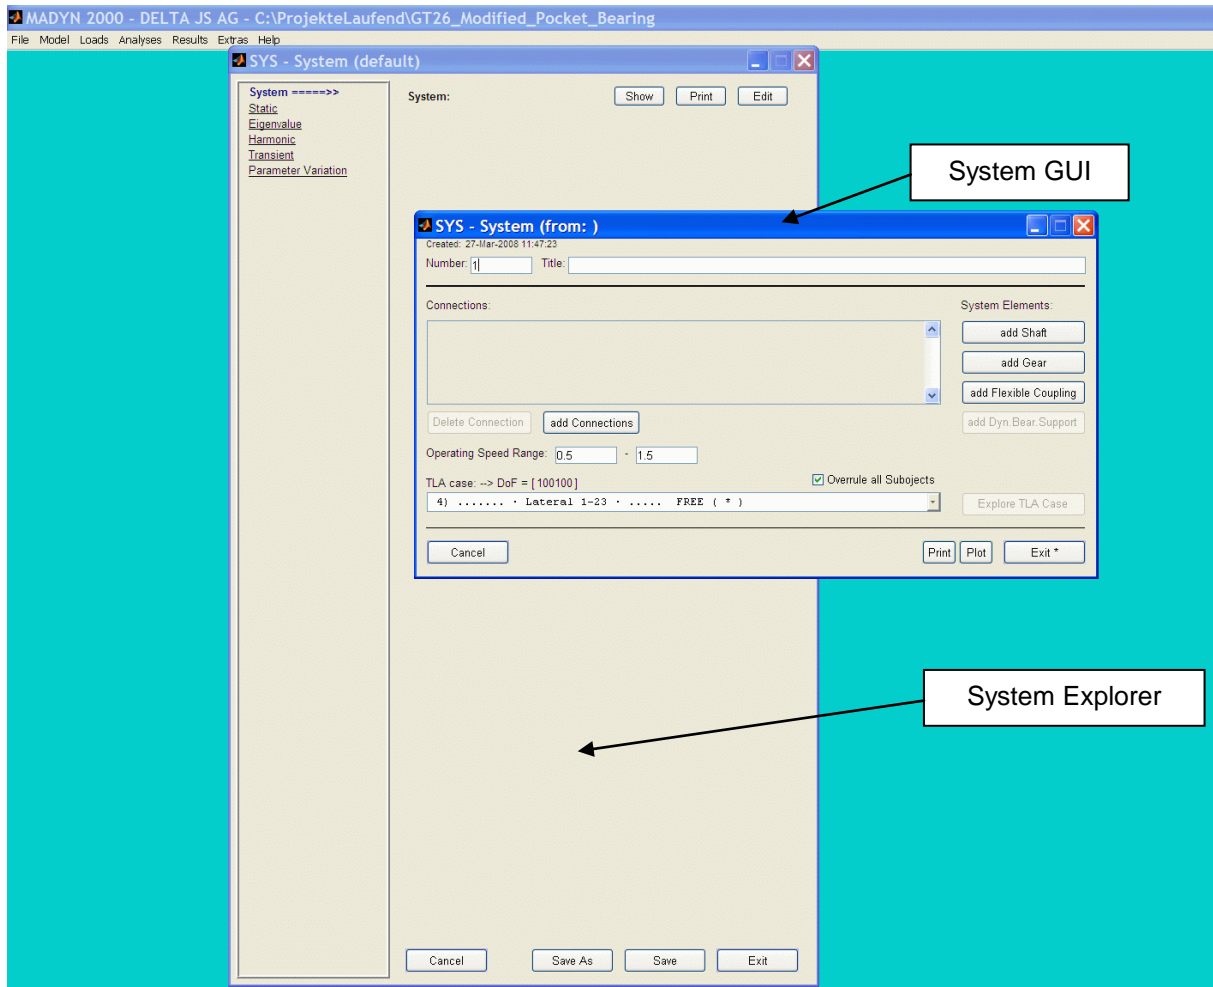 MADYN 2000 - DELTA JS AG - C:\ProjekteLaufend\GT26_Modified_Pocket_Bearing
File Model Loads Analyses Results Extras Help
SYS - System (default)
System =====>>
Static
Eigenvalue
Harmonic
Transient
Parameter Variation
System:
Show Print Edit
System GUI
SYS - System (from: )
Created: 27-Mar-2008 11:47:23
Number: 1 Title:
Connections: System Elements:
add Shaft
add Gear
add Flexible Coupling
Delete Connection add Connections add Dyn.Bear.Support
Operating Speed Range: 0.5 - 1.5
TLA case: --> DoF = [100100] Overrule all Subojects
4) ....... · Lateral 1-23 · ..... FREE ( * ) Explore TLA Case
Cancel Print Plot Exit *
System Explorer
Cancel Save As Save Exit